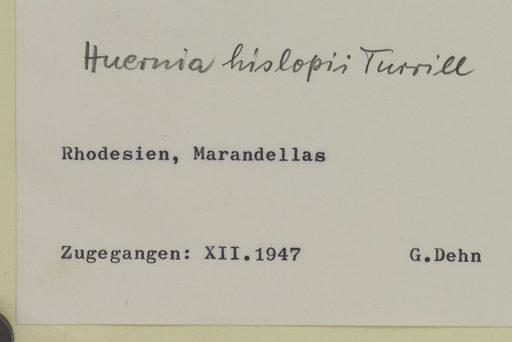 Huernia hislopii Turrill
Rhodesien, Marandellas
Zugegangen: XII.1947 G.Dehn